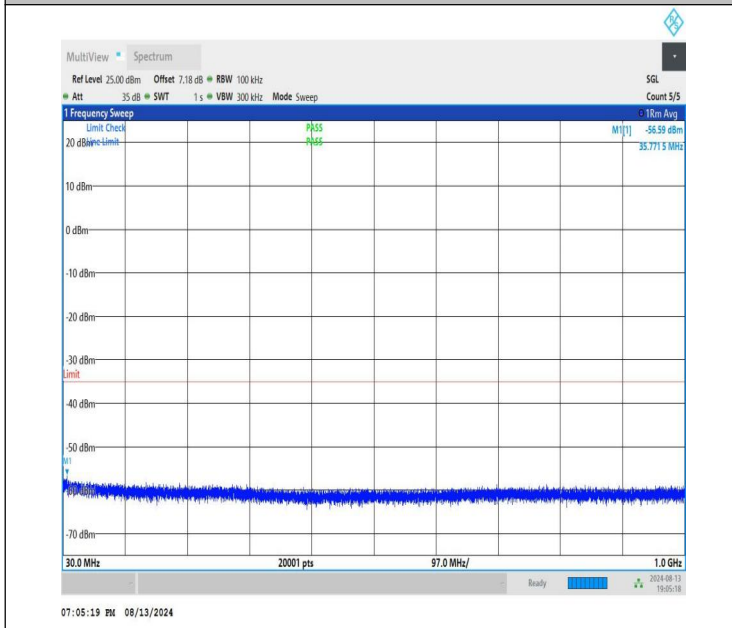 MultiView Spectrum
Ref Level 25.00 dBm Offset 7.18 dB RBW 100 kHz SGL
Att 35 dB SWT 1 s VBW 300 kHz Mode Sweep Count 5/5
1 Frequency Sweep 1Rm Avg
Limit Check PASS M1[1] -56.59 dBm
20 dBm Line Limit PASS 35.771 5 MHz
10 dBm
0 dBm
-10 dBm
-20 dBm
-30 dBm
Limit
-40 dBm
-50 dBm
M1
-70 dBm
30.0 MHz 20001 pts 97.0 MHz/ 1.0 GHz
Ready 2024-08-13
19:05:18
07:05:19 PM 08/13/2024